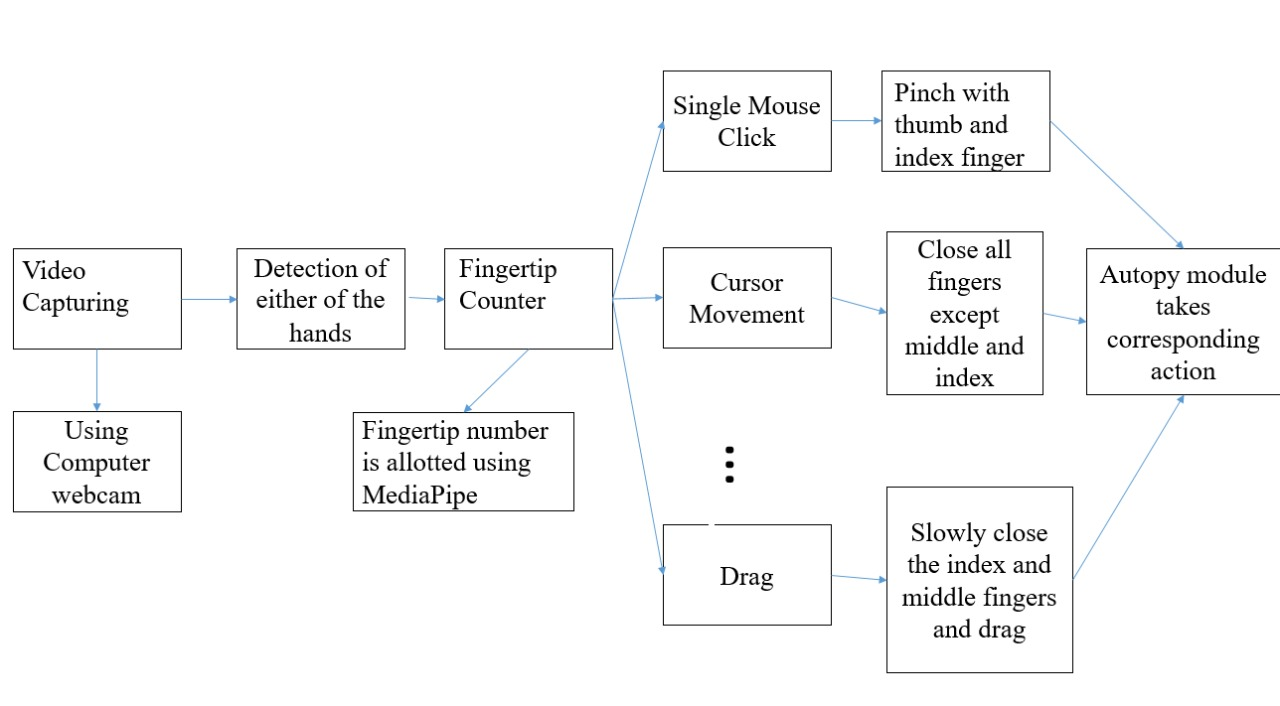 Single Mouse
Click
Pinch with
thumb and
index finger
Video
Capturing
Detection of
either of the
hands
Fingertip
Counter
Cursor
Movement
Close all
fingers
except
middle and
index
Autopy module
takes
corresponding
action
Using
Computer
webcam
Fingertip number
is allotted using
MediaPipe
Drag
Slowly close
the index and
middle fingers
and drag